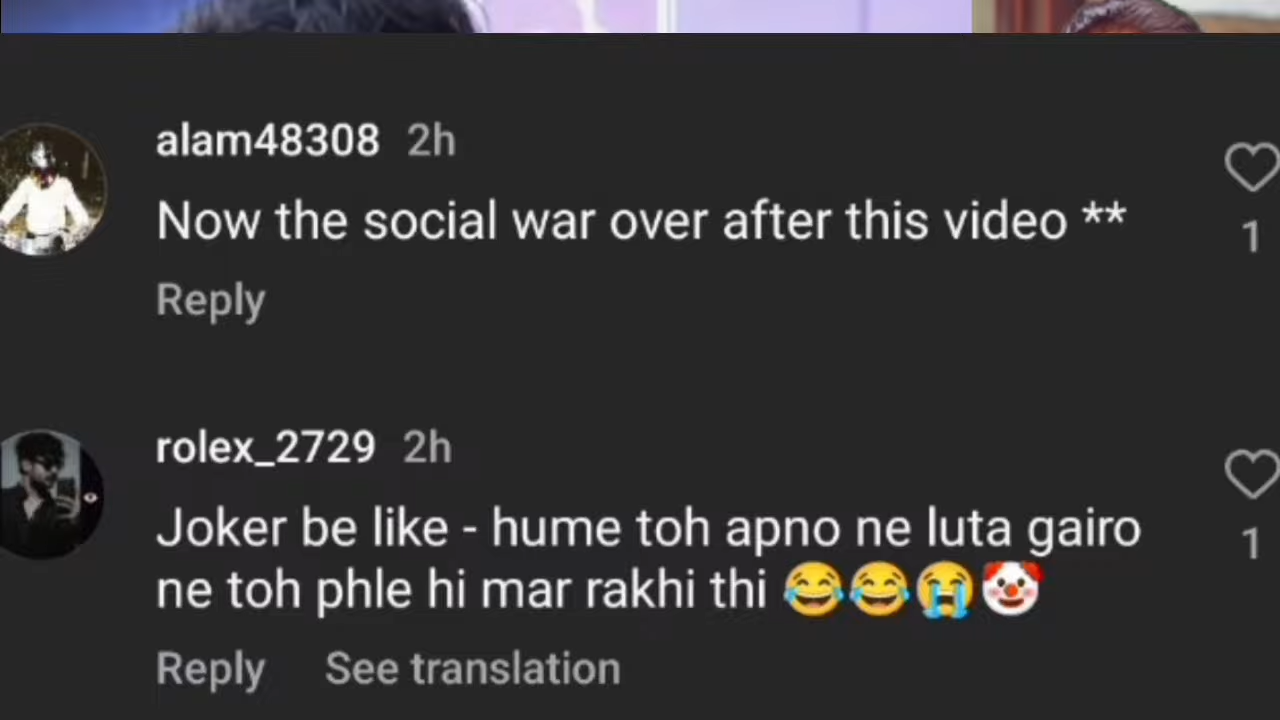 alam48308 2h
Now the social war over after this video **
1
Reply
rolex_2729 2h
Joker be like - hume toh apno ne luta gairo
ne toh phle hi mar rakhi thi 😂😂😭🤡
1
Reply See translation